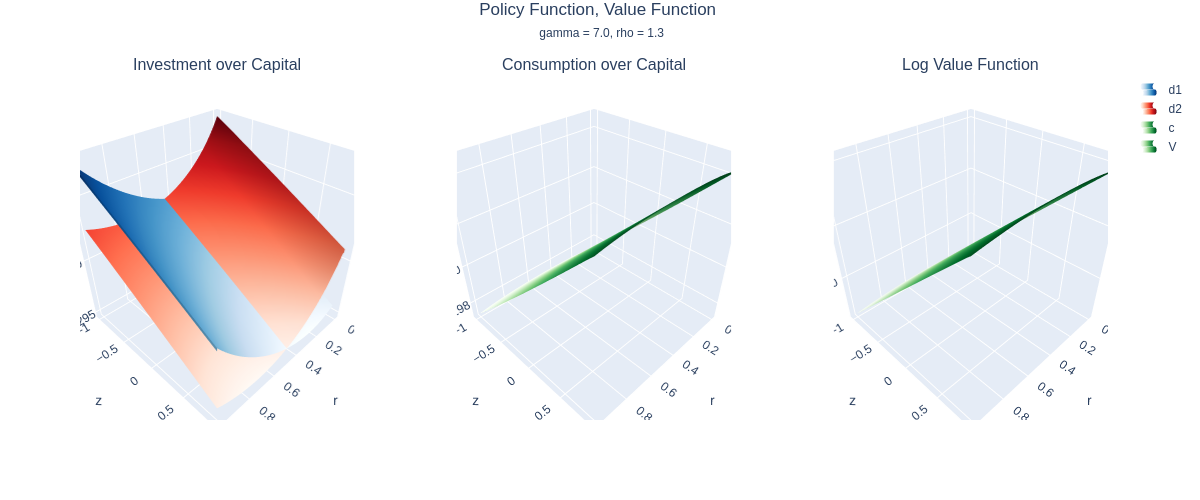 Policy Function, Value Function
gamma = 7.0, rho = 1.3
Investment over Capital
Consumption over Capital
Log Value Function
d1
d2
c
V
−1
−0.5
0
0.5
z
0
0.2
0.4
0.6
0.8
r
−1
−0.5
0
0.5
z
0
0.2
0.4
0.6
0.8
r
−1
−0.5
0
0.5
z
0
0.2
0.4
0.6
0.8
r